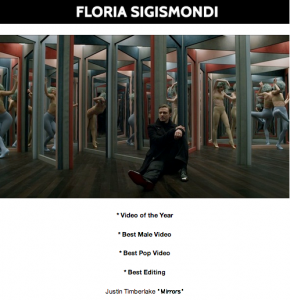 FLORIA SIGISMONDI
* Video of the Year
* Best Male Video
* Best Pop Video
* Best Editing
Justin Timberlake "Mirrors"